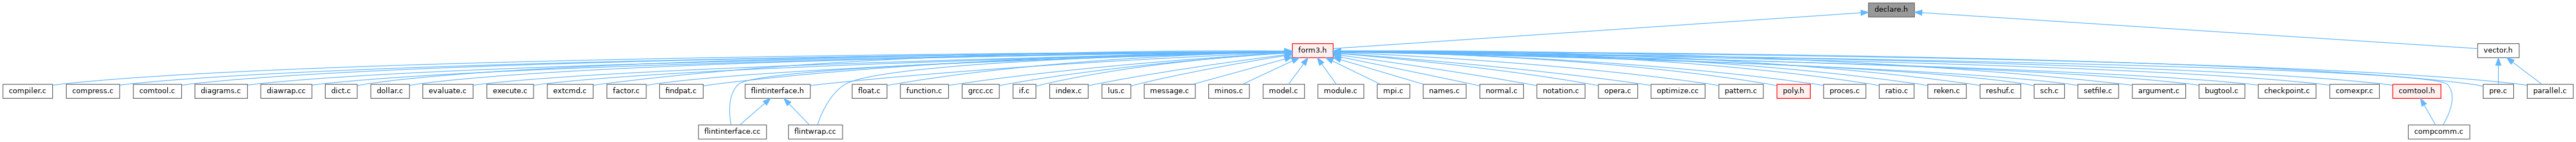 declare.h
form3.h
vector.h
compiler.c
compress.c
comtool.c
diagrams.c
diawrap.cc
dict.c
dollar.c
evaluate.c
execute.c
extcmd.c
factor.c
findpat.c
flintinterface.h
float.c
function.c
grcc.cc
if.c
index.c
lus.c
message.c
minos.c
model.c
module.c
mpi.c
names.c
normal.c
notation.c
opera.c
optimize.cc
pattern.c
poly.h
proces.c
ratio.c
reken.c
reshuf.c
sch.c
setfile.c
argument.c
bugtool.c
checkpoint.c
comexpr.c
comtool.h
pre.c
parallel.c
flintinterface.cc
flintwrap.cc
compcomm.c